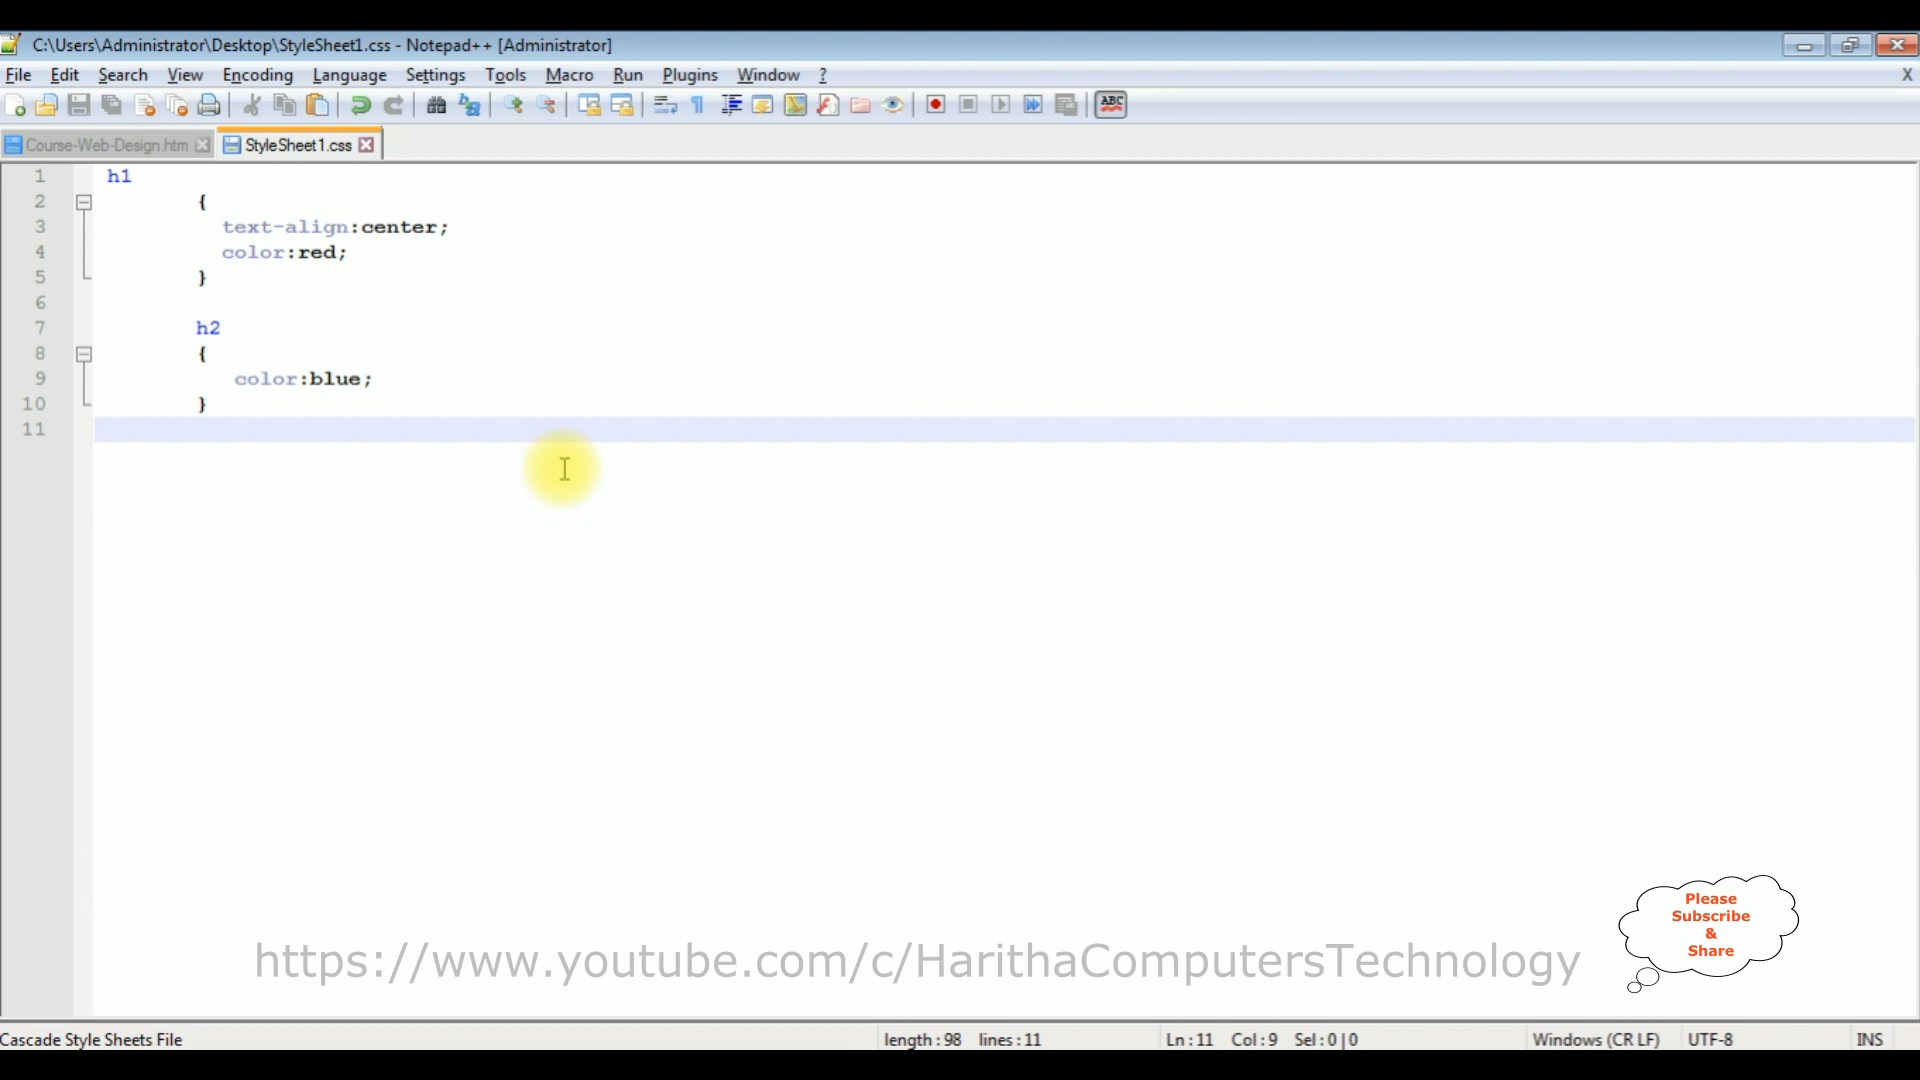 C:\Users\Administrator\Desktop\StyleSheet1.css - Notepad++ [Administrator]
File Edit Search View Encoding Language Settings Tools Macro Run Plugins Window ? X
ABC
Course-Web-Design.htm StyleSheet1.css
1 h1
2 {
3 text-align:center;
4 color:red;
5 }
6
7 h2
8 {
9 color:blue;
10 }
11
Please
Subscribe
&
Share
https://www.youtube.com/c/HarithaComputersTechnology
Cascade Style Sheets File length : 98 lines : 11 Ln : 11 Col : 9 Sel : 0 | 0 Windows (CR LF) UTF-8 INS